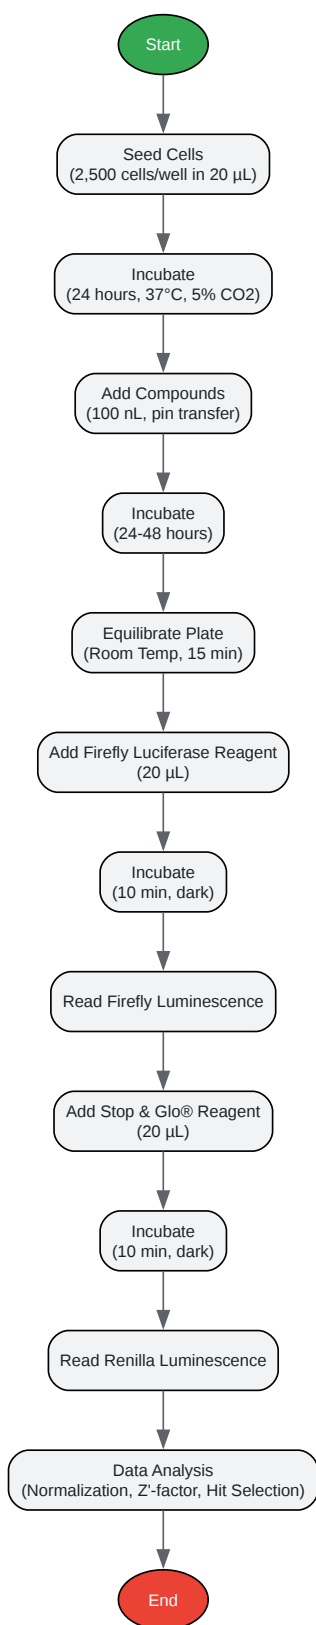 Start
Seed Cells
(2,500 cells/well in 20 µL)
Incubate
(24 hours, 37°C, 5% CO2)
Add Compounds
(100 nL, pin transfer)
Incubate
(24-48 hours)
Equilibrate Plate
(Room Temp, 15 min)
Add Firefly Luciferase Reagent
(20 µL)
Incubate
(10 min, dark)
Read Firefly Luminescence
Add Stop & Glo® Reagent
(20 µL)
Incubate
(10 min, dark)
Read Renilla Luminescence
Data Analysis
(Normalization, Z'-factor, Hit Selection)
End